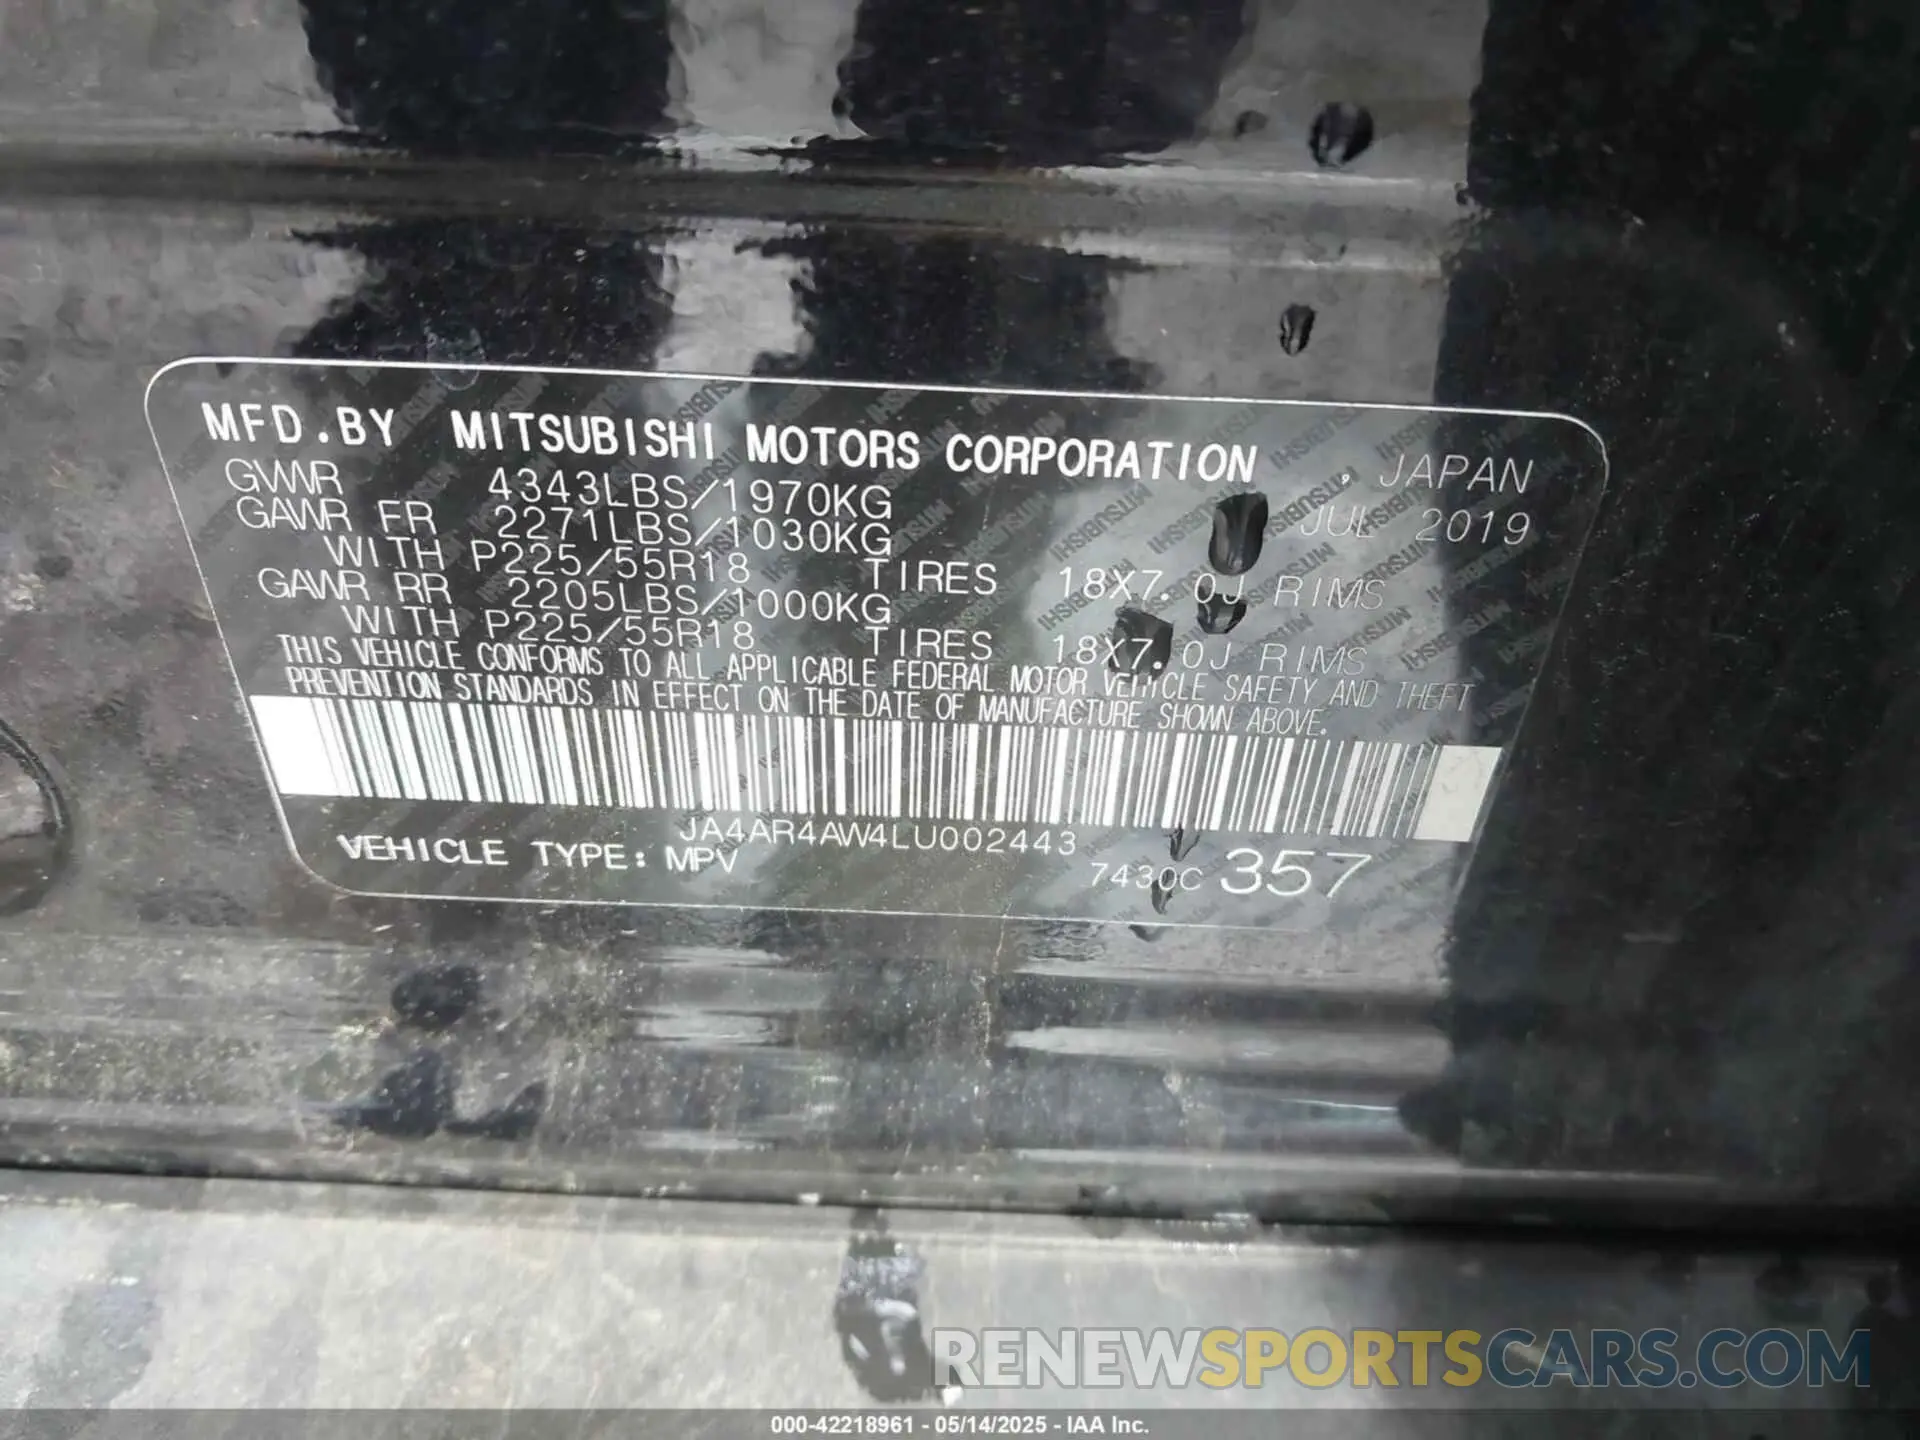 MFD.BY MITSUBISHI MOTORS CORPORATION , JAPAN
GVWR 4343LBS/1970KG JUL 2019
GAWR FR 2271LBS/1030KG
WITH P225/55R18 TIRES 18X7.0J RIMS
GAWR RR 2205LBS/1000KG
WITH P225/55R18 TIRES 18X7.0J RIMS
THIS VEHICLE CONFORMS TO ALL APPLICABLE FEDERAL MOTOR VEHICLE SAFETY AND THEFT
PREVENTION STANDARDS IN EFFECT ON THE DATE OF MANUFACTURE SHOWN ABOVE.
JA4AR4AW4LU002443
VEHICLE TYPE: MPV 7430C 357
RENEWSPORTSCARS.COM
000-42218961 - 05/14/2025 - IAA Inc.